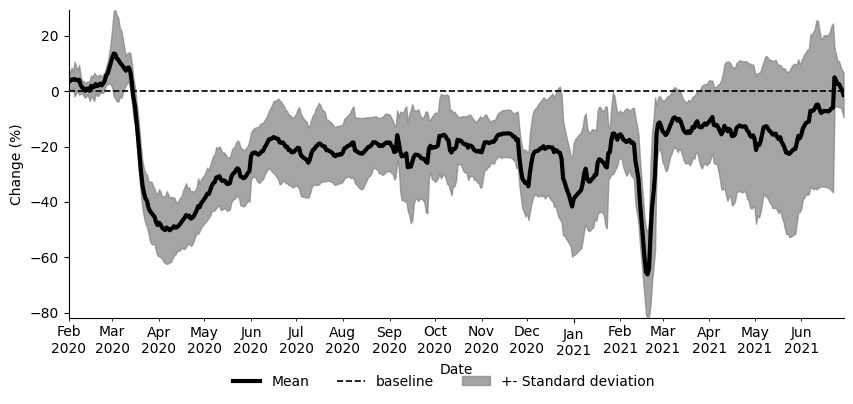 20
0
−20
−40
−60
−80
Change (%)
Feb Mar Apr May Jun Jul Aug Sep Oct Nov Dec Jan Feb Mar Apr May Jun
2020 2020 2020 2020 2020 2020 2020 2020 2020 2020 2020 2021 2021 2021 2021 2021 2021
Date
Mean baseline +- Standard deviation